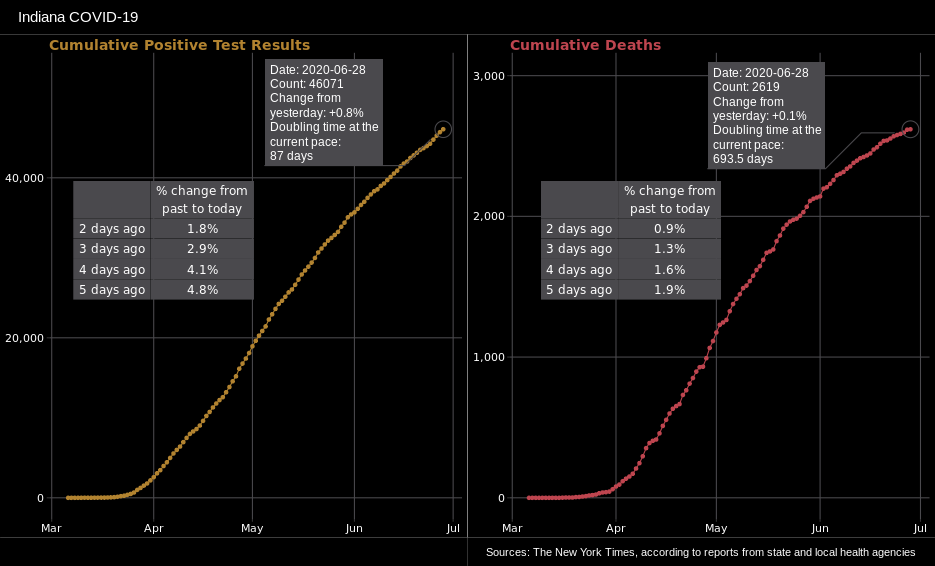 Indiana COVID-19
Cumulative Positive Test Results
Date: 2020-06-28
Count: 46071
Change from
yesterday: +0.8%
Doubling time at the
current pace:
87 days
40,000
20,000
0
% change from
past to today
2 days ago 1.8%
3 days ago 2.9%
4 days ago 4.1%
5 days ago 4.8%
Mar Apr May Jun Jul
Cumulative Deaths
Date: 2020-06-28
Count: 2619
Change from
yesterday: +0.1%
Doubling time at the
current pace:
693.5 days
3,000
2,000
1,000
0
% change from
past to today
2 days ago 0.9%
3 days ago 1.3%
4 days ago 1.6%
5 days ago 1.9%
Mar Apr May Jun Jul
Sources: The New York Times, according to reports from state and local health agencies